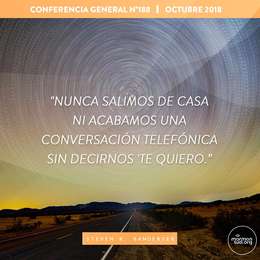 CONFERENCIA GENERAL Nº188 | OCTUBRE 2018
"NUNCA SALIMOS DE CASA
NI ACABAMOS UNA
CONVERSACIÓN TELEFÓNICA
SIN DECIRNOS 'TE QUIERO."
STEVEN R. BANGERTER